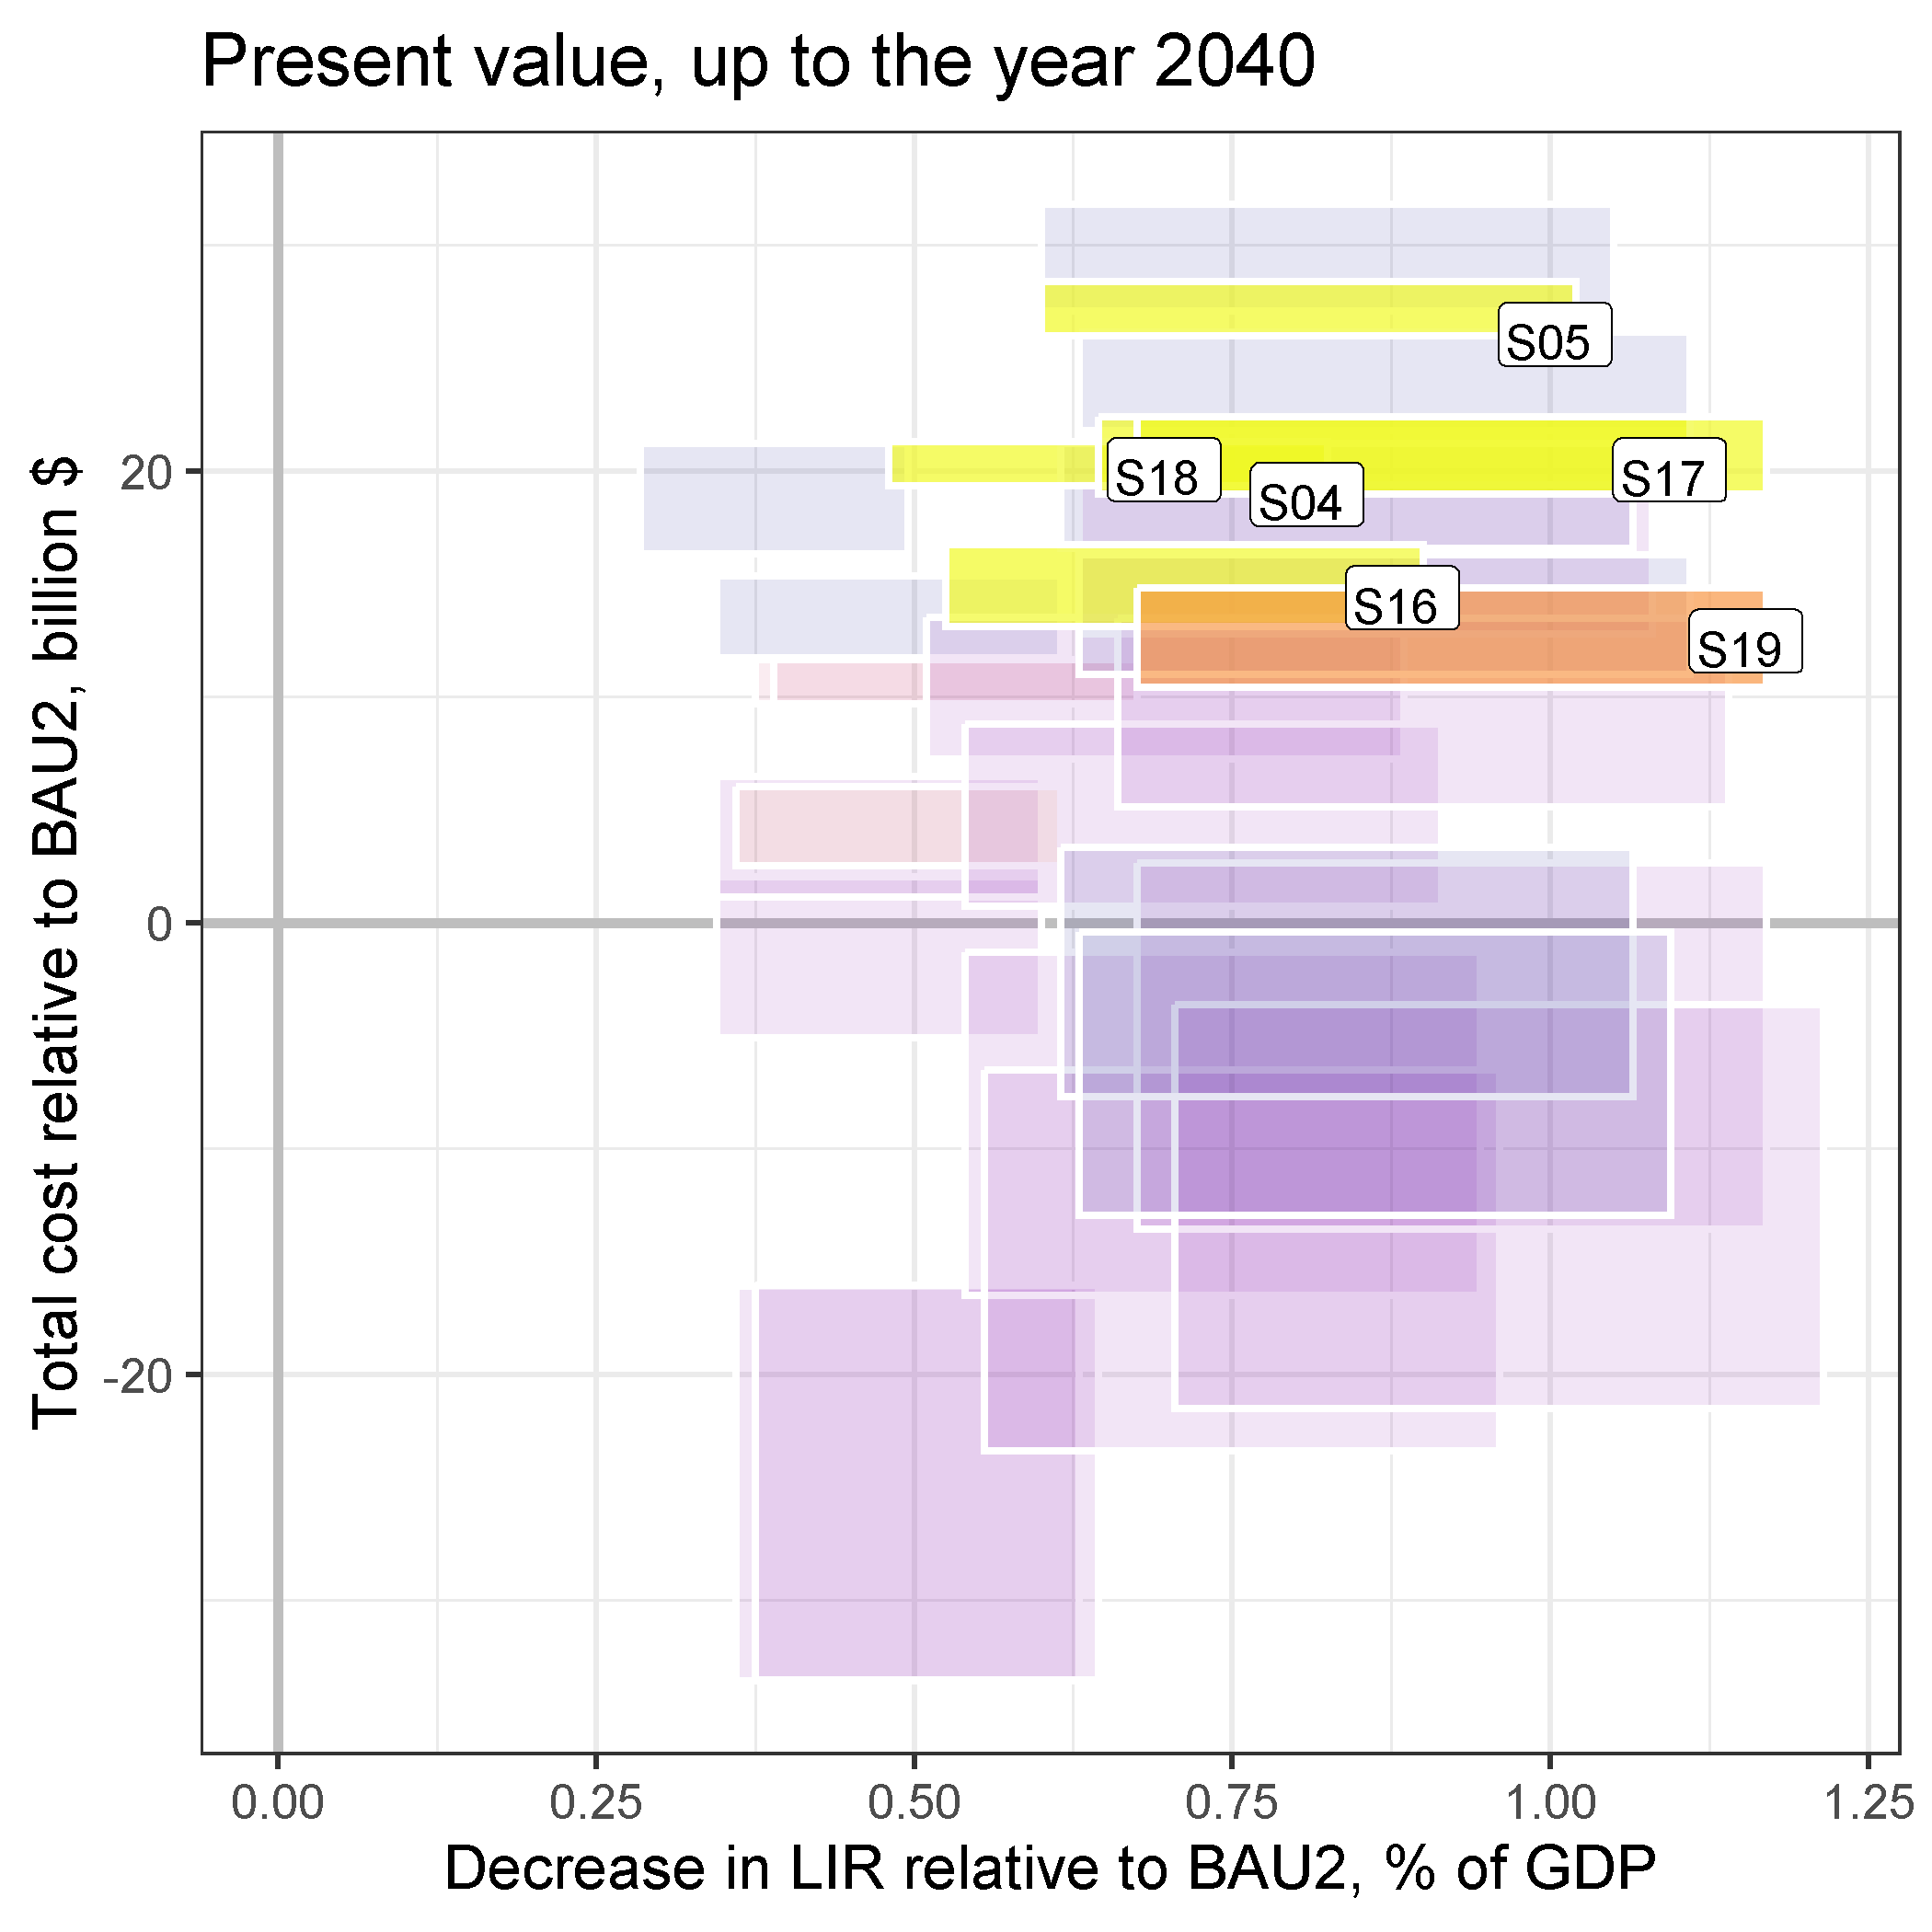 Present value, up to the year 2040
Total cost relative to BAU2, billion $
20
0
-20
S05
S18
S04
S17
S16
S19
0.00
0.25
0.50
0.75
1.00
1.25
Decrease in LIR relative to BAU2, % of GDP